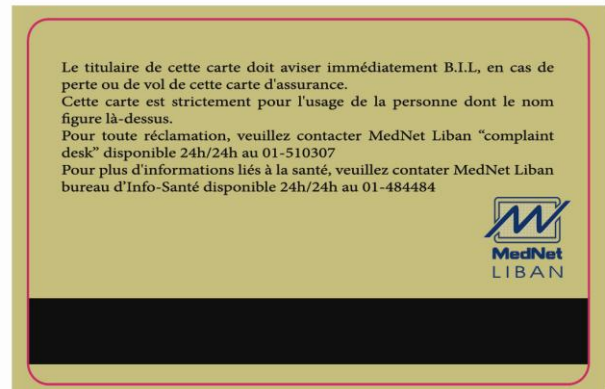 Le titulaire de cette carte doit aviser immédiatement B.I.L, en cas de
perte ou de vol de cette carte d'assurance.
Cette carte est strictement pour l'usage de la personne dont le nom
figure là-dessus.
Pour toute réclamation, veuillez contacter MedNet Liban “complaint
desk” disponible 24h/24h au 01-510307
Pour plus d'informations liés à la santé, veuillez contater MedNet Liban
bureau d’Info-Santé disponible 24h/24h au 01-484484
MedNet
LIBAN